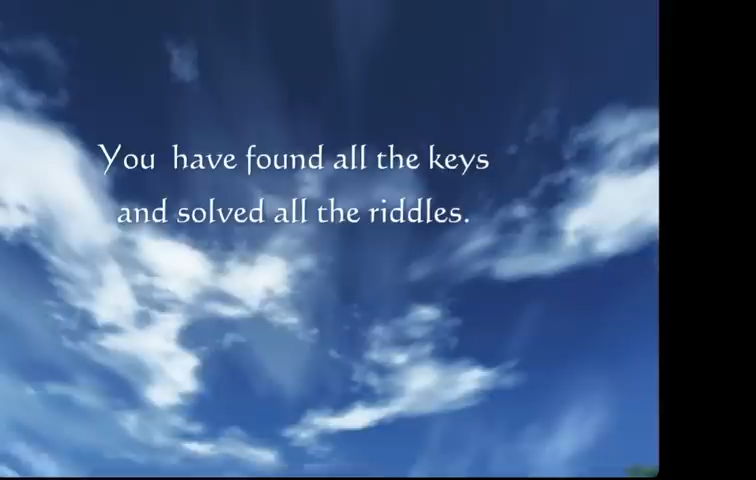 You have found all the keys
and solved all the riddles.